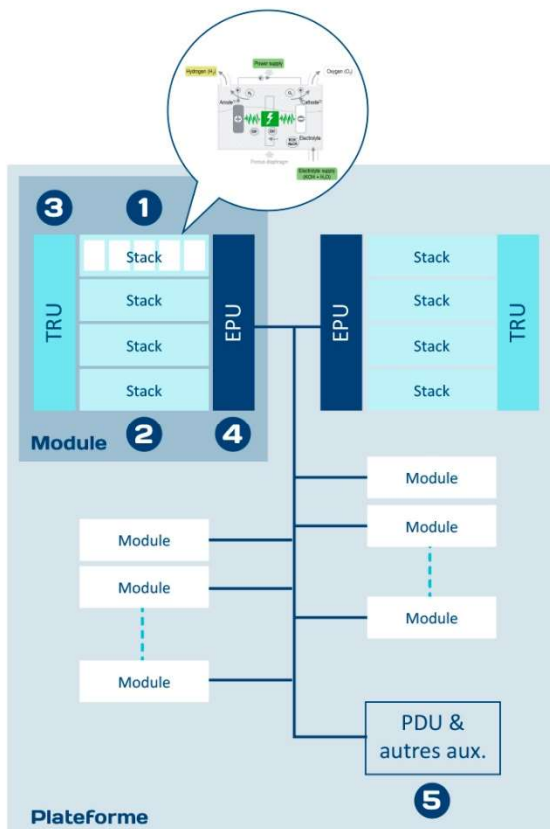 Power supply
Hydrogen (H₂)
Oxygen (O₂)
Anode
Cathode
Electrolyte
Porous diaphragm
Electrolyte supply
(KOH + H₂O)
3
1
TRU
Stack
Stack
Stack
Stack
EPU
Module
2
4
EPU
Stack
Stack
Stack
Stack
TRU
Module
Module
Module
Module
Module
Module
PDU &
autres aux.
5
Plateforme